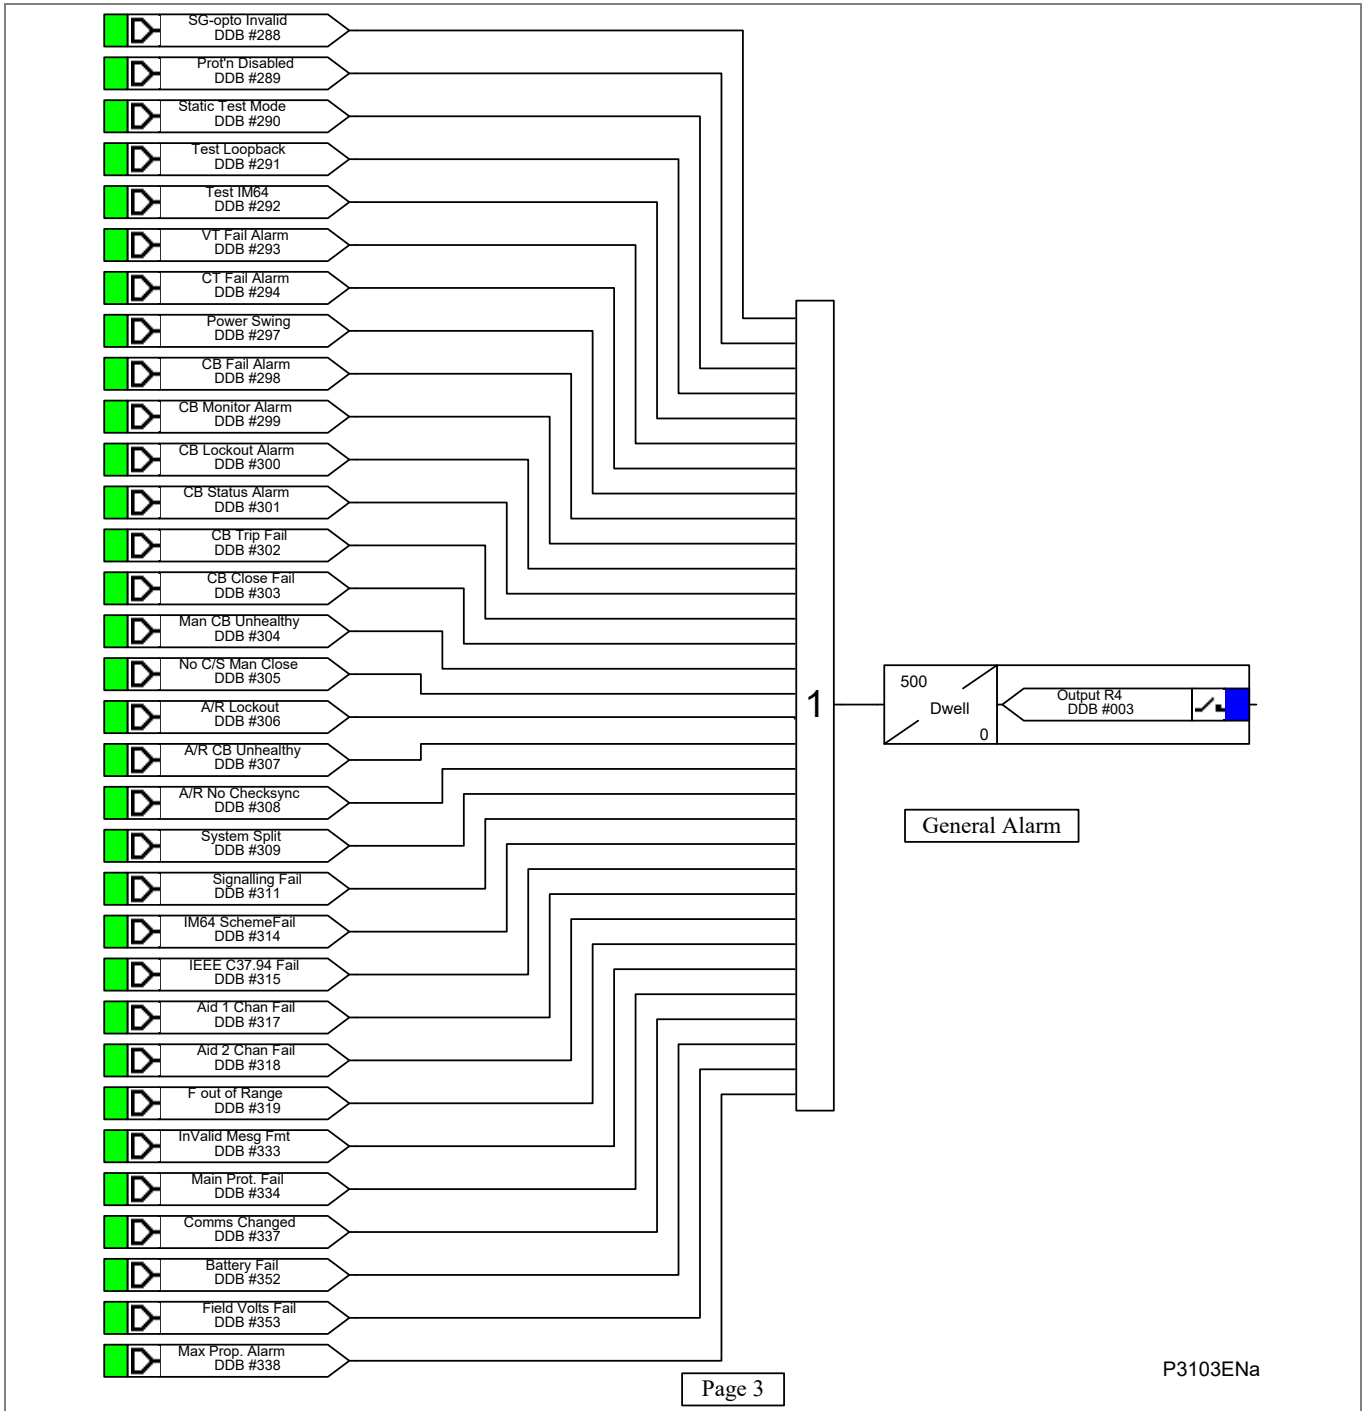 SG-opto Invalid
DDB #288
Prot'n Disabled
DDB #289
Static Test Mode
DDB #290
Test Loopback
DDB #291
Test IM64
DDB #292
VT Fail Alarm
DDB #293
CT Fail Alarm
DDB #294
Power Swing
DDB #297
CB Fail Alarm
DDB #298
CB Monitor Alarm
DDB #299
CB Lockout Alarm
DDB #300
CB Status Alarm
DDB #301
CB Trip Fail
DDB #302
CB Close Fail
DDB #303
Man CB Unhealthy
DDB #304
No C/S Man Close
DDB #305
A/R Lockout
DDB #306
A/R CB Unhealthy
DDB #307
A/R No Checksync
DDB #308
System Split
DDB #309
Signalling Fail
DDB #311
IM64 SchemeFail
DDB #314
IEEE C37.94 Fail
DDB #315
Aid 1 Chan Fail
DDB #317
Aid 2 Chan Fail
DDB #318
F out of Range
DDB #319
InValid Mesg Fmt
DDB #333
Main Prot. Fail
DDB #334
Comms Changed
DDB #337
Battery Fail
DDB #352
Field Volts Fail
DDB #353
Max Prop. Alarm
DDB #338
1
500
Dwell
0
Output R4
DDB #003
General Alarm
Page 3
P3103ENa